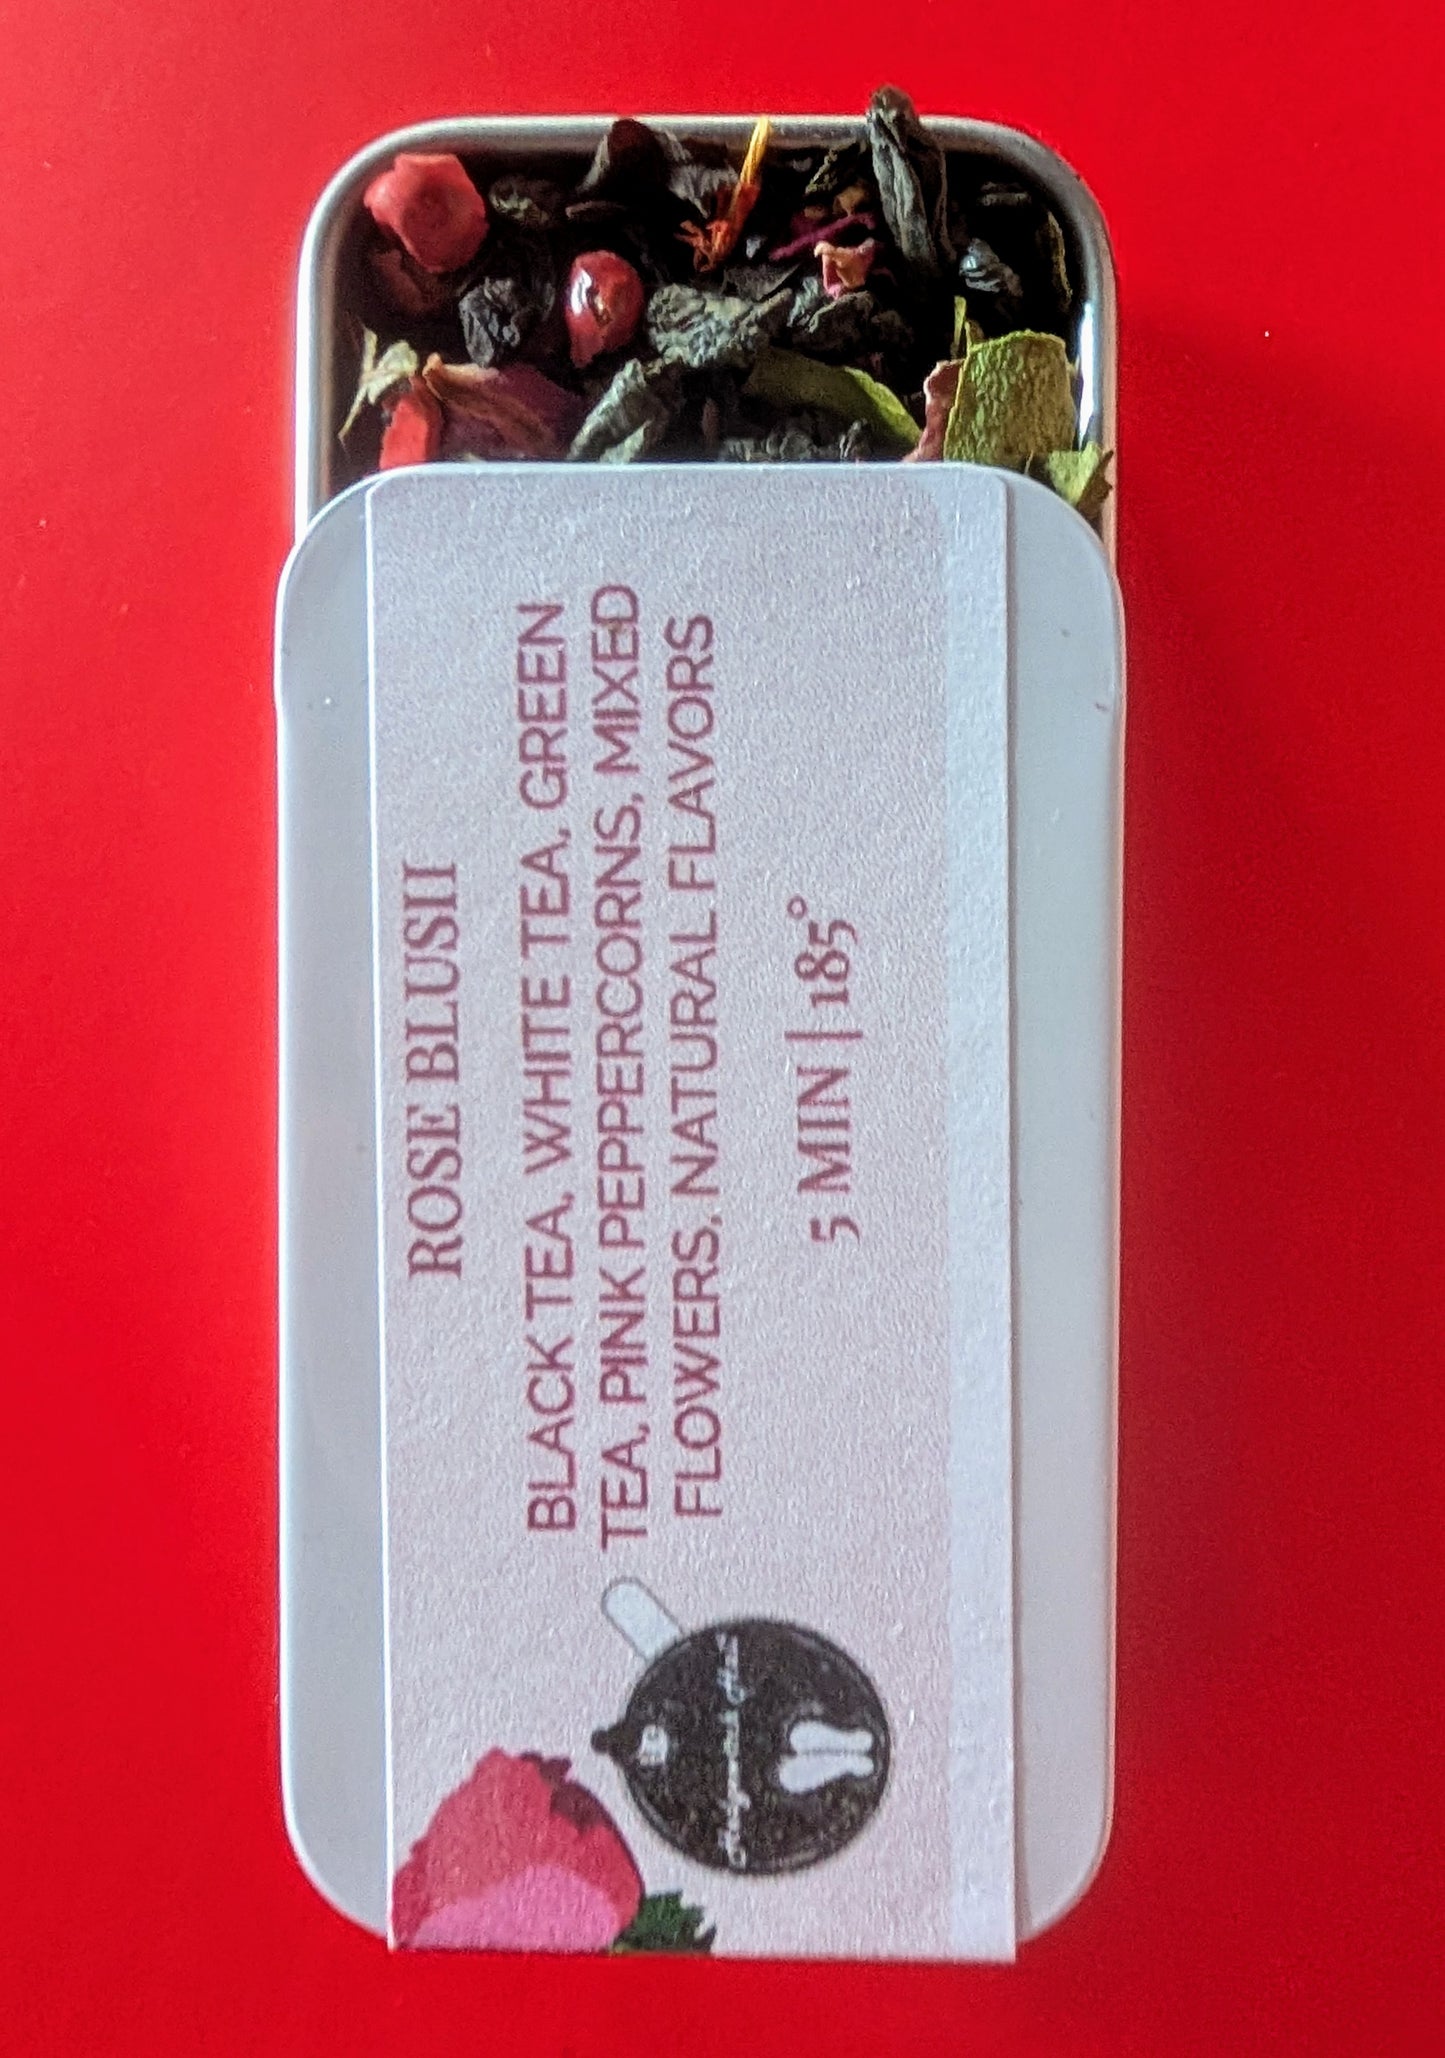 ROSE BLUSH
BLACK TEA, WHITE TEA, GREEN
TEA, PINK PEPPERCORNS, MIXED
FLOWERS, NATURAL FLAVORS
5 MIN | 185°